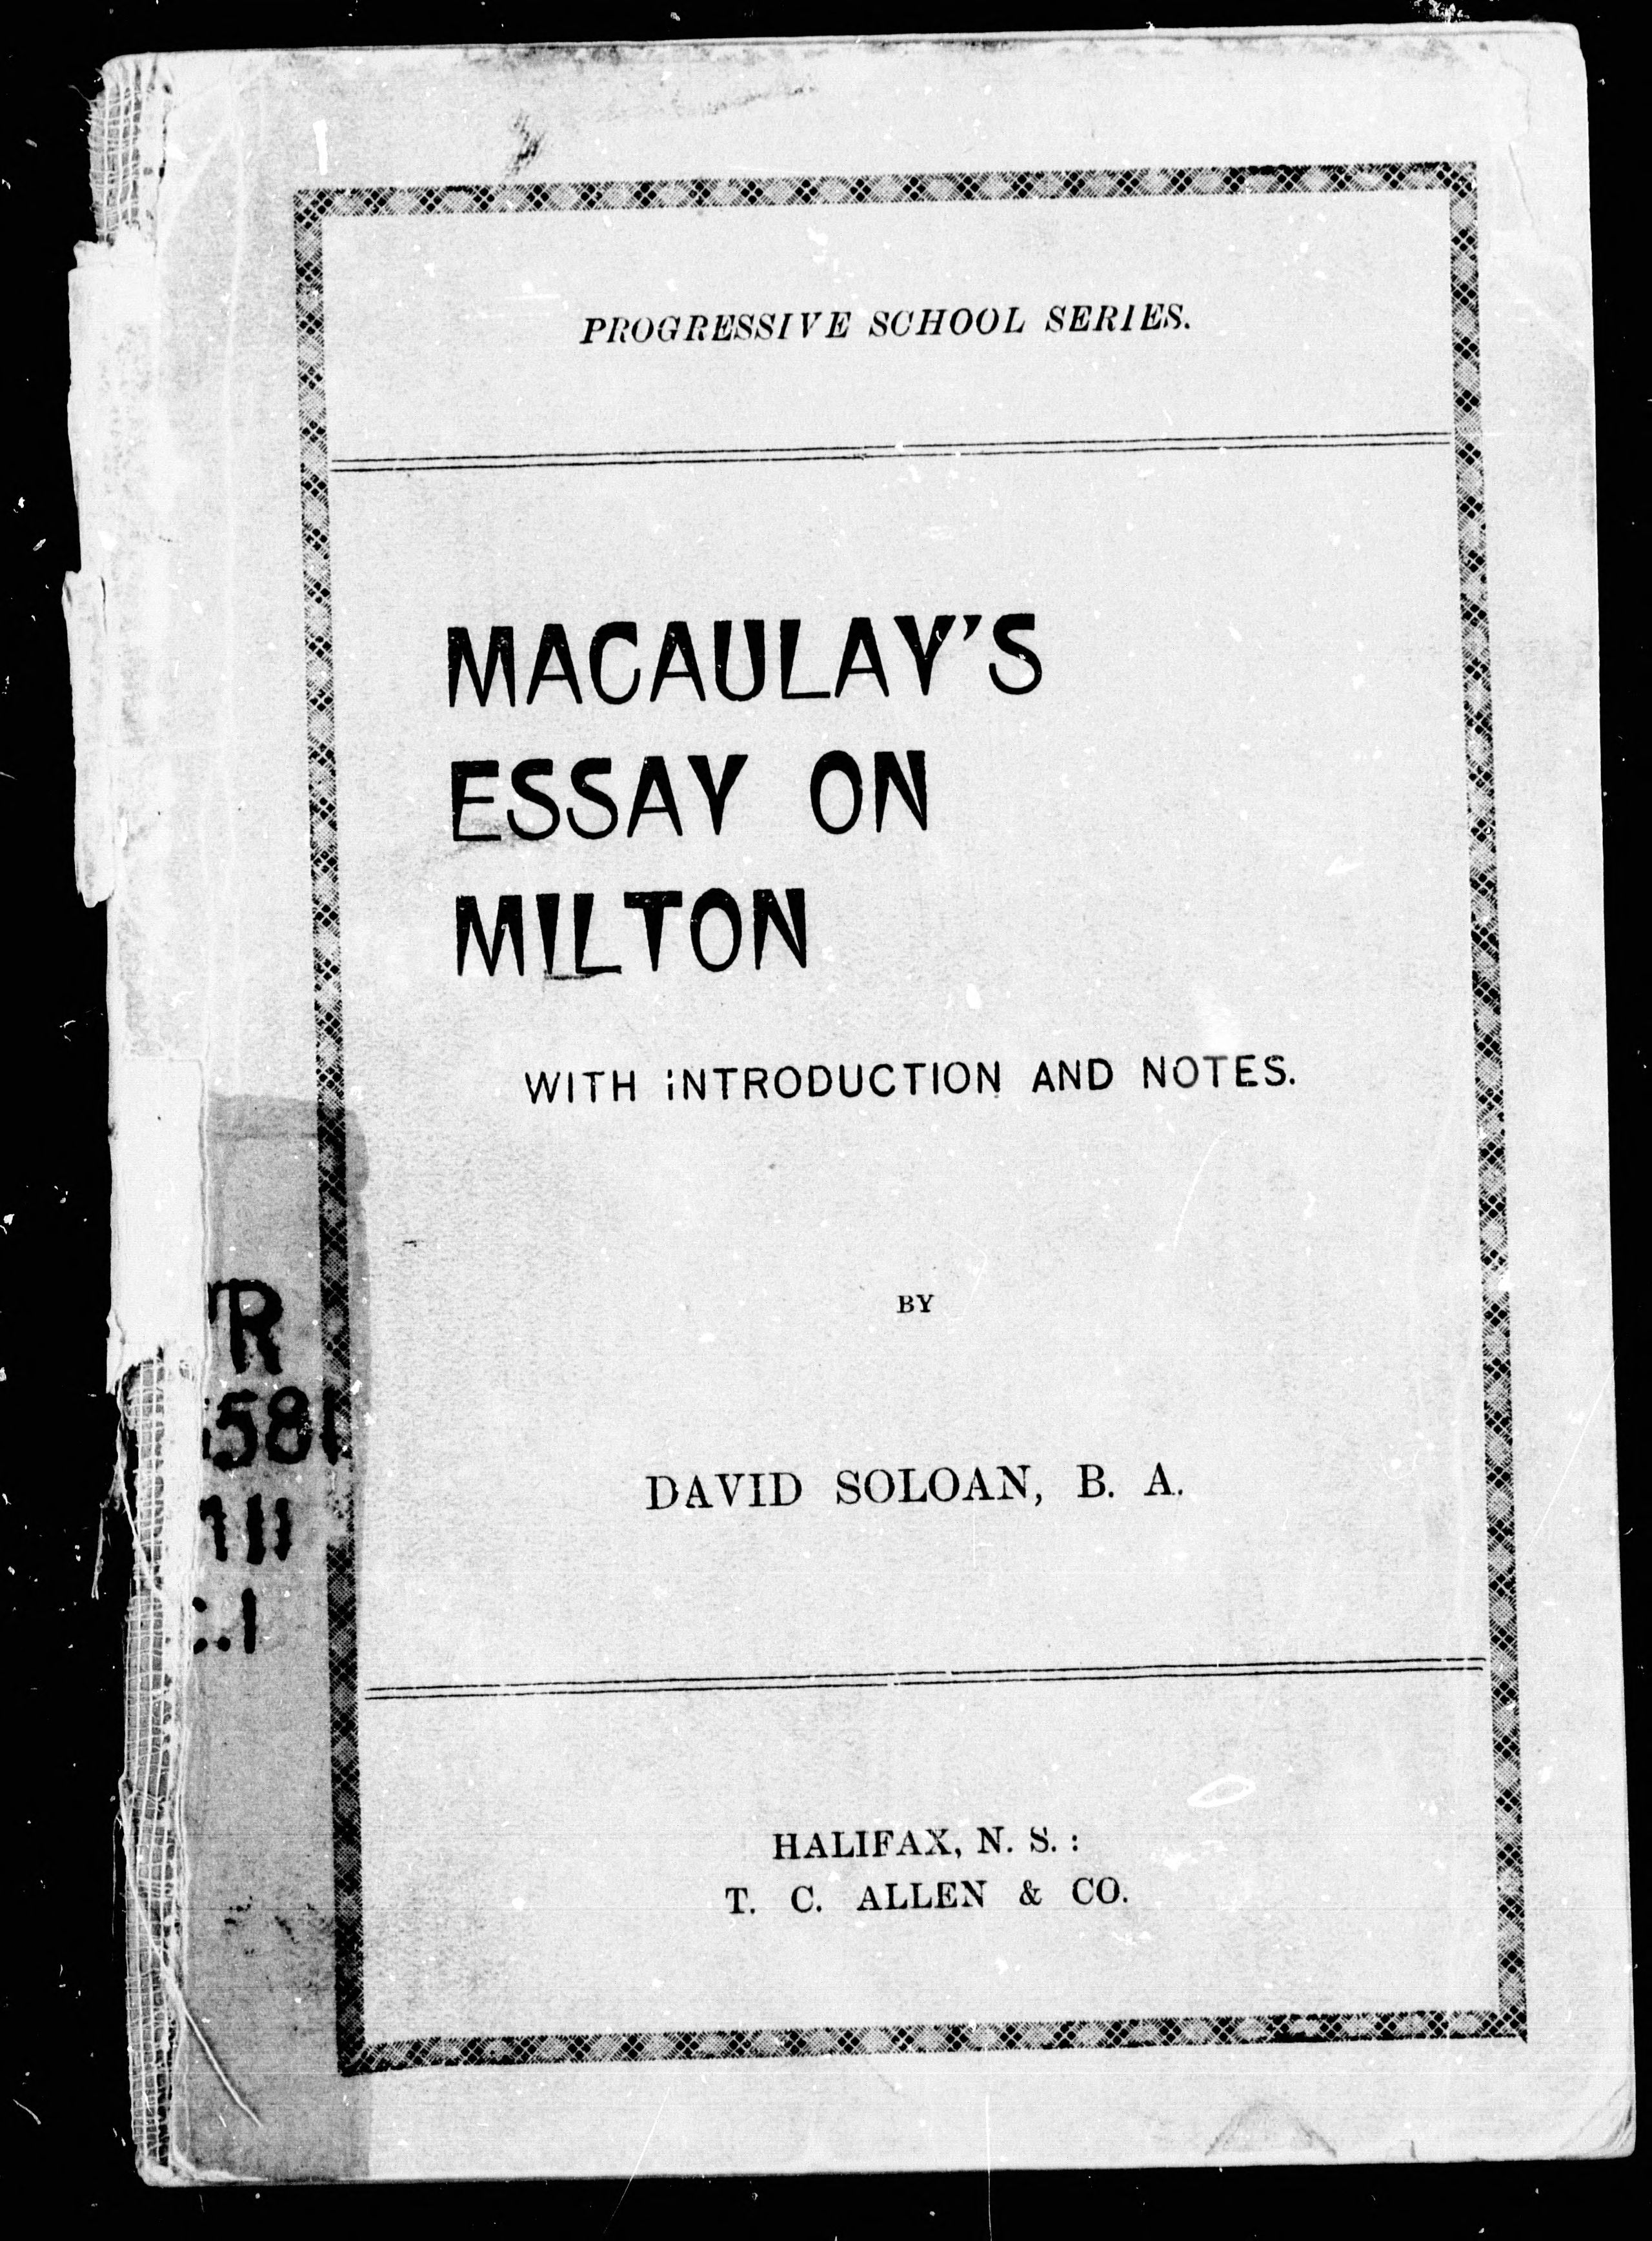 PROGRESSIVE SCHOOL SERIES.
MACAULAY'S
ESSAY ON
MILTON
WITH INTRODUCTION AND NOTES.
BY
DAVID SOLOAN, B. A.
HALIFAX, N. S. :
T. C. ALLEN & CO.